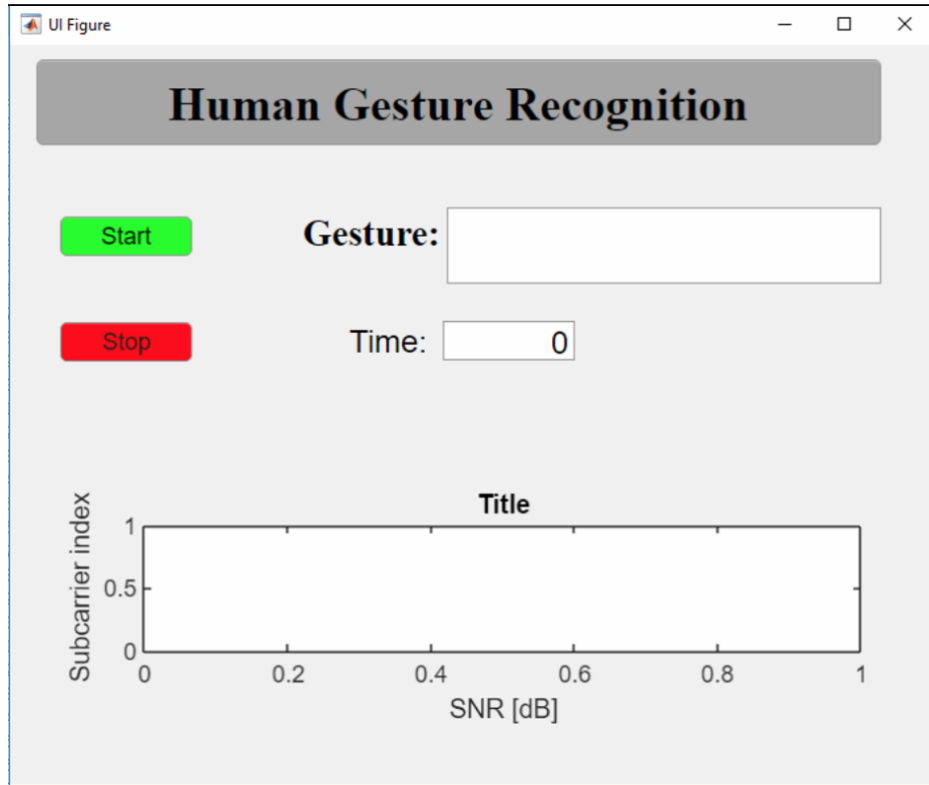 UI Figure
Human Gesture Recognition
Start
Gesture:
Stop
Time:
0
Title
Subcarrier index
1
0.5
0
0 0.2 0.4 0.6 0.8 1
SNR [dB]